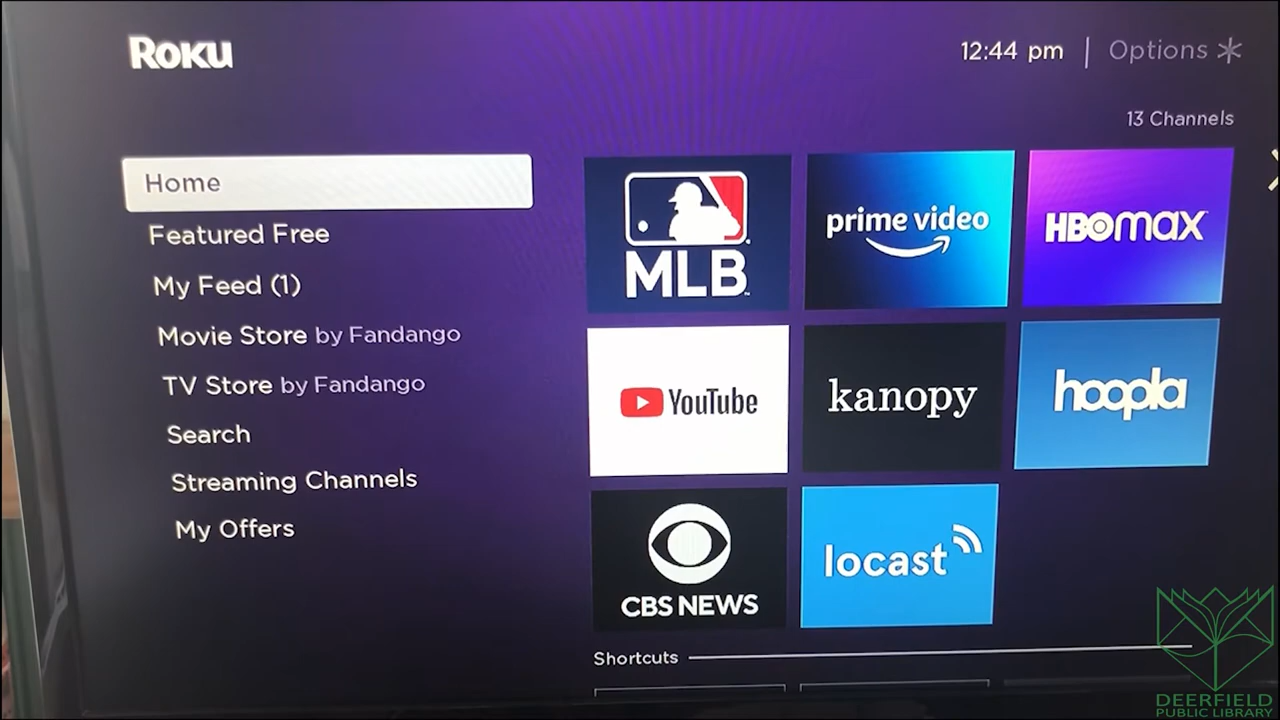 Roku
12:44 pm | Options
13 Channels
Home
Featured Free
My Feed (1)
Movie Store by Fandango
TV Store by Fandango
Search
Streaming Channels
My Offers
MLB
prime video
HBOmax
YouTube
kanopy
hoopla
CBS NEWS
locast
Shortcuts
DEERFIELD
PUBLIC LIBRARY